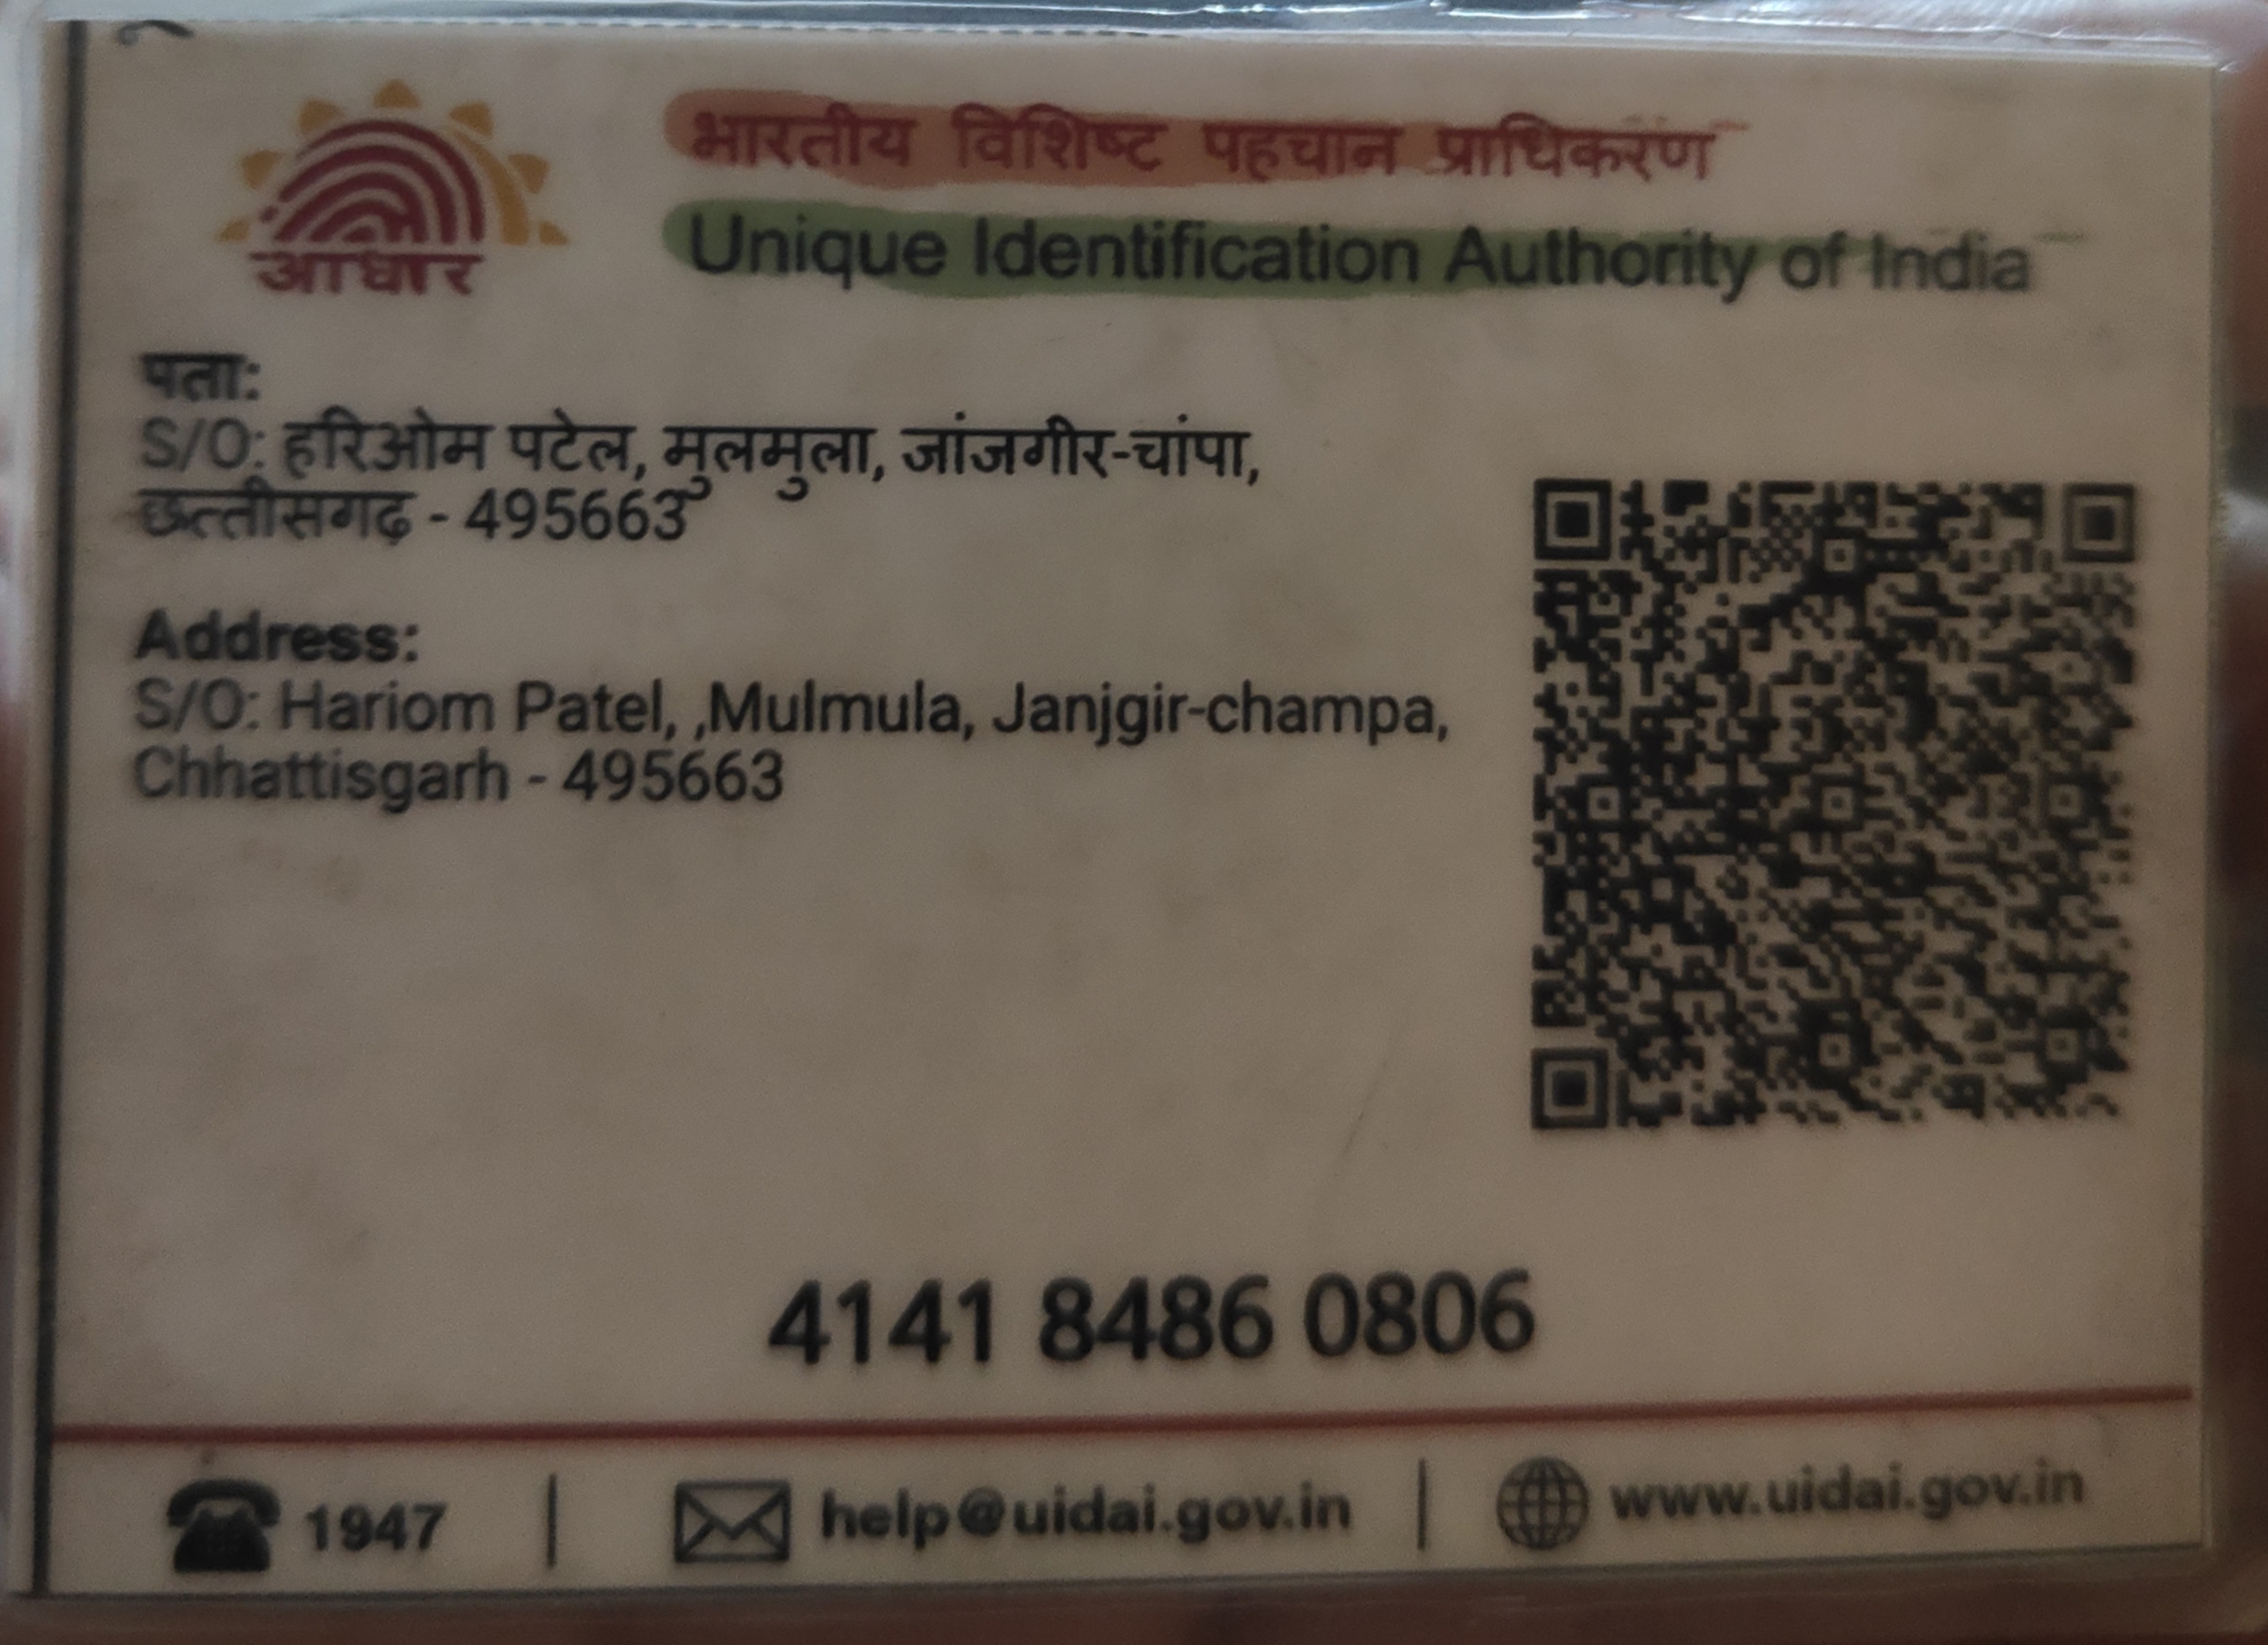 आधार
भारतीय विशिष्ट पहचान प्राधिकरण
Unique Identification Authority of India
पता:
S/O: हरिओम पटेल, मुलमुला, जांजगीर-चांपा,
छत्तीसगढ़ - 495663
Address:
S/O: Hariom Patel, ,Mulmula, Janjgir-champa,
Chhattisgarh - 495663
4141 8486 0806
1947 | help@uidai.gov.in | www.uidai.gov.in